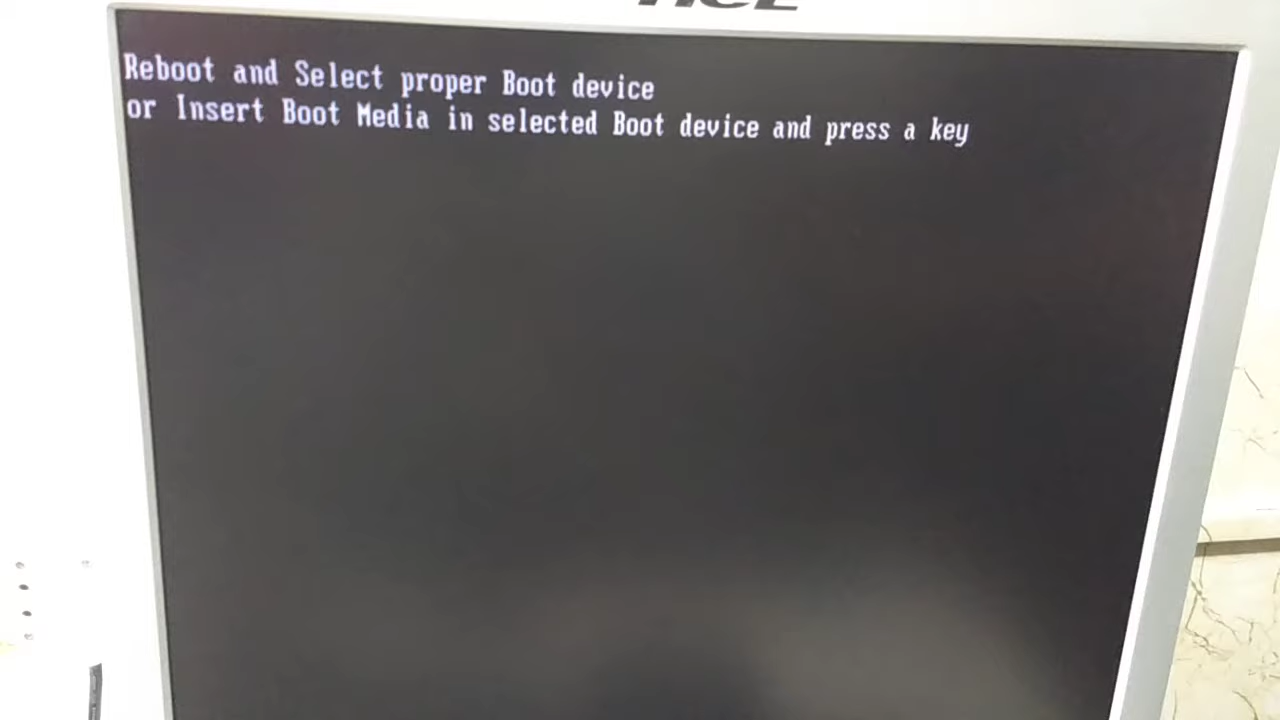 Reboot and Select proper Boot device
or Insert Boot Media in selected Boot device and press a key